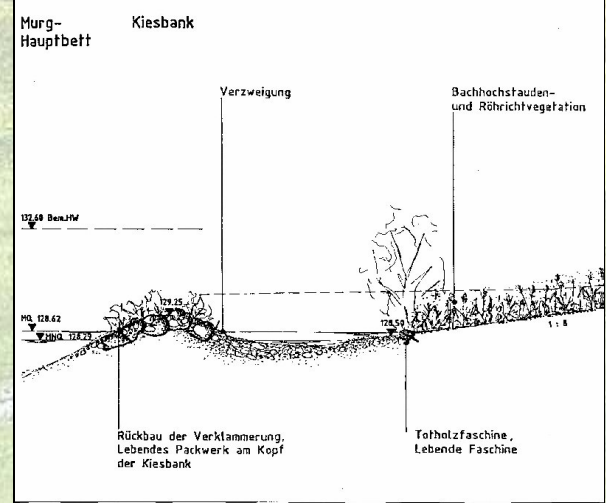 Murg-
Hauptbett
Kiesbank
Verzweigung
Bachhochstauden-
und Röhrichtvegetation
132.60 Bem.HW
129.25
MQ 128.62
MNQ 128.29
128.50
1 : 8
Rückbau der Verklammerung,
Lebendes Packwerk am Kopf
der Kiesbank
Totholzfaschine,
Lebende Faschine